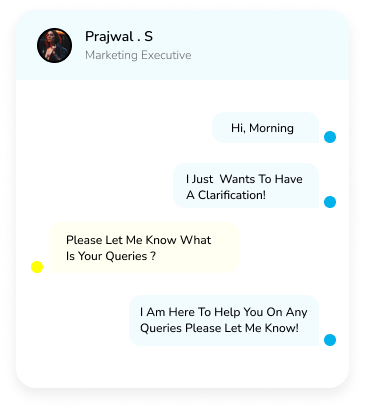 Prajwal . S
Marketing Executive
Hi, Morning
I Just Wants To Have
A Clarification!
Please Let Me Know What
Is Your Queries ?
I Am Here To Help You On Any
Queries Please Let Me Know!